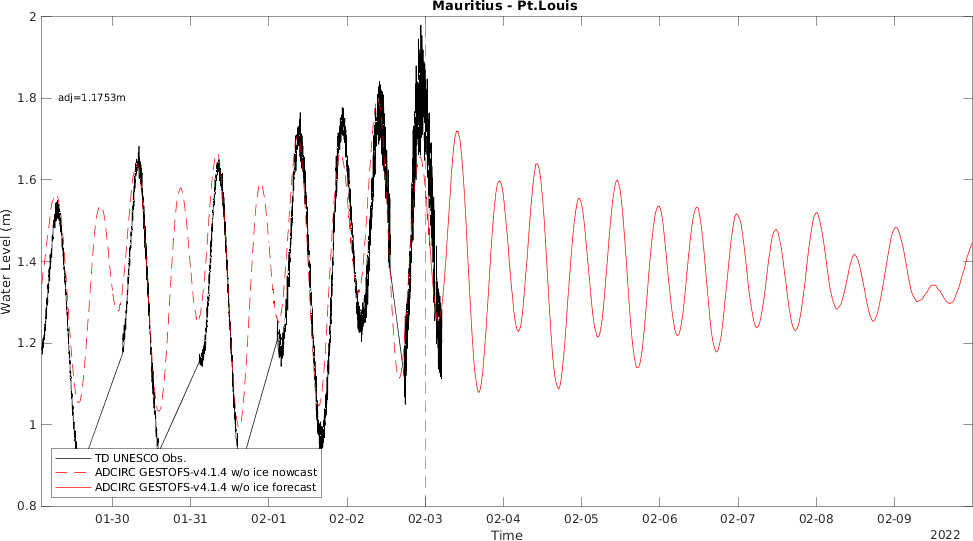 Mauritius - Pt.Louis
2
1.8
1.6
1.4
1.2
1
0.8
Water Level (m)
adj=1.1753m
TD UNESCO Obs.
ADCIRC GESTOFS-v4.1.4 w/o ice nowcast
ADCIRC GESTOFS-v4.1.4 w/o ice forecast
01-30 01-31 02-01 02-02 02-03 02-04 02-05 02-06 02-07 02-08 02-09
Time
2022